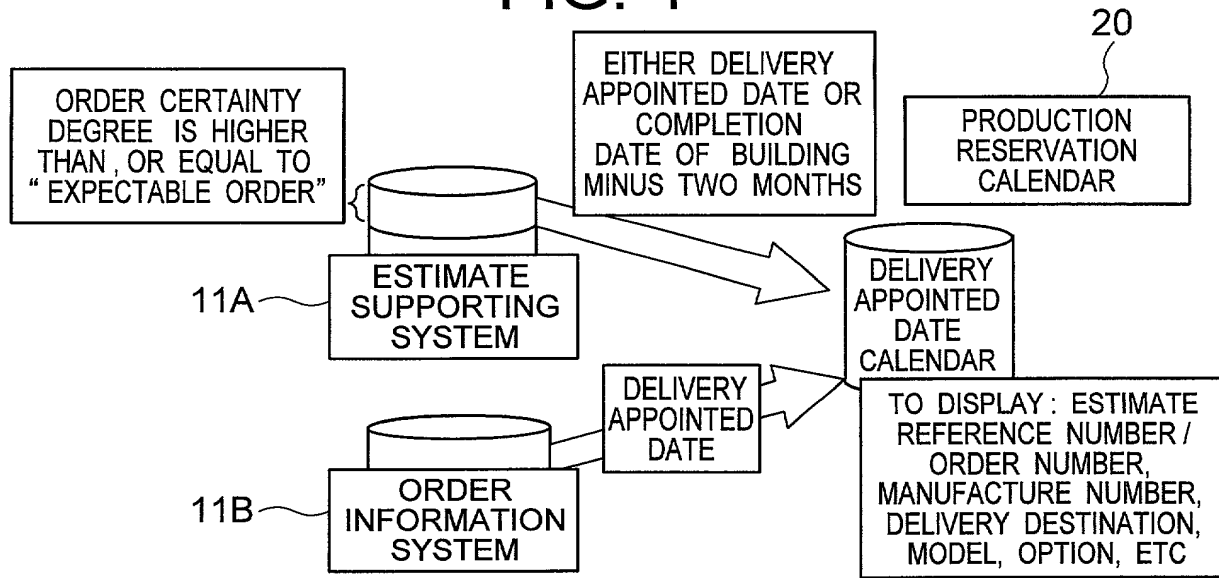 20
EITHER DELIVERY
APPOINTED DATE OR
COMPLETION
DATE OF BUILDING
MINUS TWO MONTHS
ORDER CERTAINTY
DEGREE IS HIGHER
THAN, OR EQUAL TO
"EXPECTABLE ORDER"
PRODUCTION
RESERVATION
CALENDAR
11A
ESTIMATE
SUPPORTING
SYSTEM
DELIVERY
APPOINTED
DATE
CALENDAR
DELIVERY
APPOINTED
DATE
11B
ORDER
INFORMATION
SYSTEM
TO DISPLAY: ESTIMATE
REFERENCE NUMBER /
ORDER NUMBER,
MANUFACTURE NUMBER,
DELIVERY DESTINATION,
MODEL, OPTION, ETC